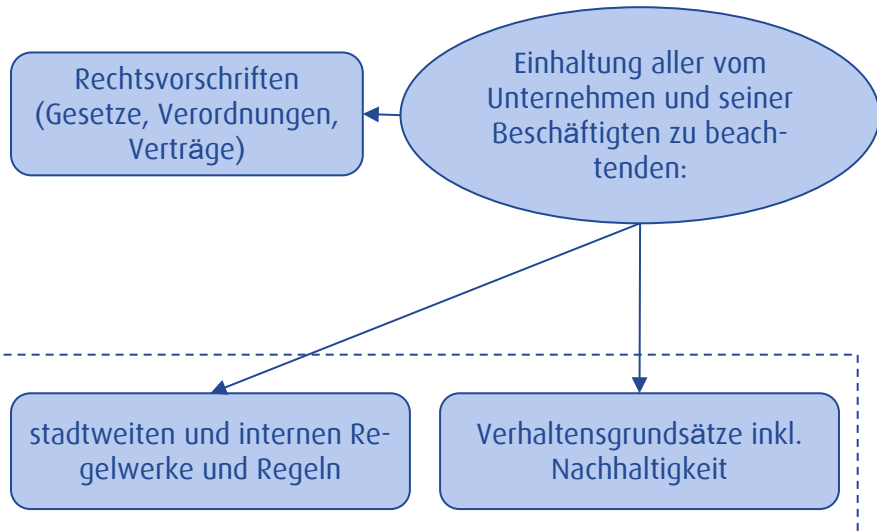 Einhaltung aller vom
Unternehmen und seiner
Beschäftigten zu beach-
tenden:
Rechtsvorschriften
(Gesetze, Verordnungen,
Verträge)
stadtweiten und internen Re-
gelwerke und Regeln
Verhaltensgrundsätze inkl.
Nachhaltigkeit